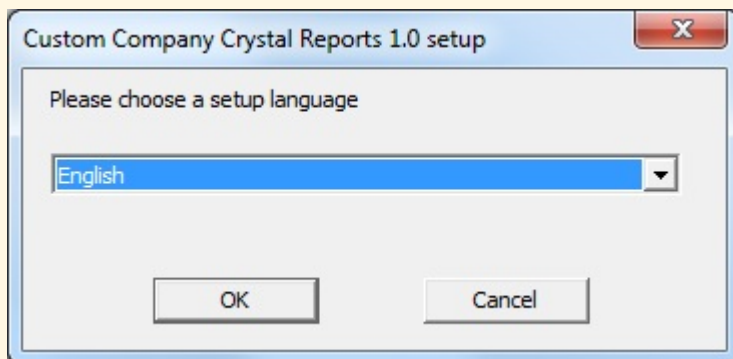 Custom Company Crystal Reports 1.0 setup
Please choose a setup language
English
OK Cancel